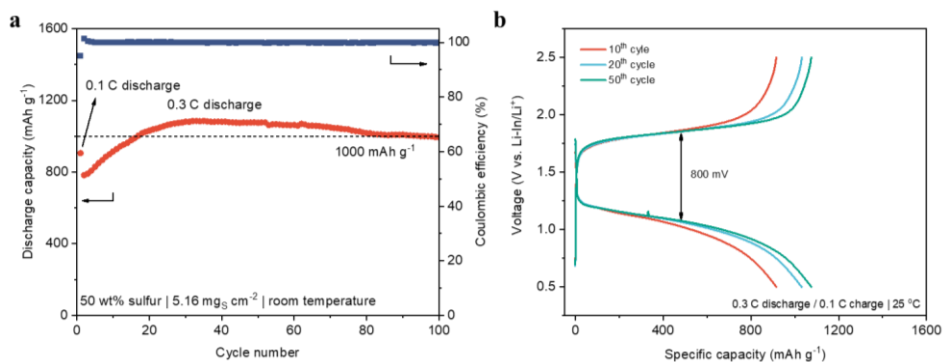 a
1600
1200
800
400
0
0
20
40
60
80
100
100
80
60
40
20
0
Discharge capacity (mAh g⁻¹)
Coulombic efficiency (%)
Cycle number
0.1 C discharge
0.3 C discharge
1000 mAh g⁻¹
50 wt% sulfur | 5.16 mgₛ cm⁻² | room temperature
b
2.5
2.0
1.5
1.0
0.5
0
400
800
1200
1600
Voltage (V vs. Li-In/Li⁺)
Specific capacity (mAh g⁻¹)
10ᵗʰ cyle
20ᵗʰ cycle
50ᵗʰ cycle
800 mV
0.3 C discharge / 0.1 C charge | 25 ᵒC